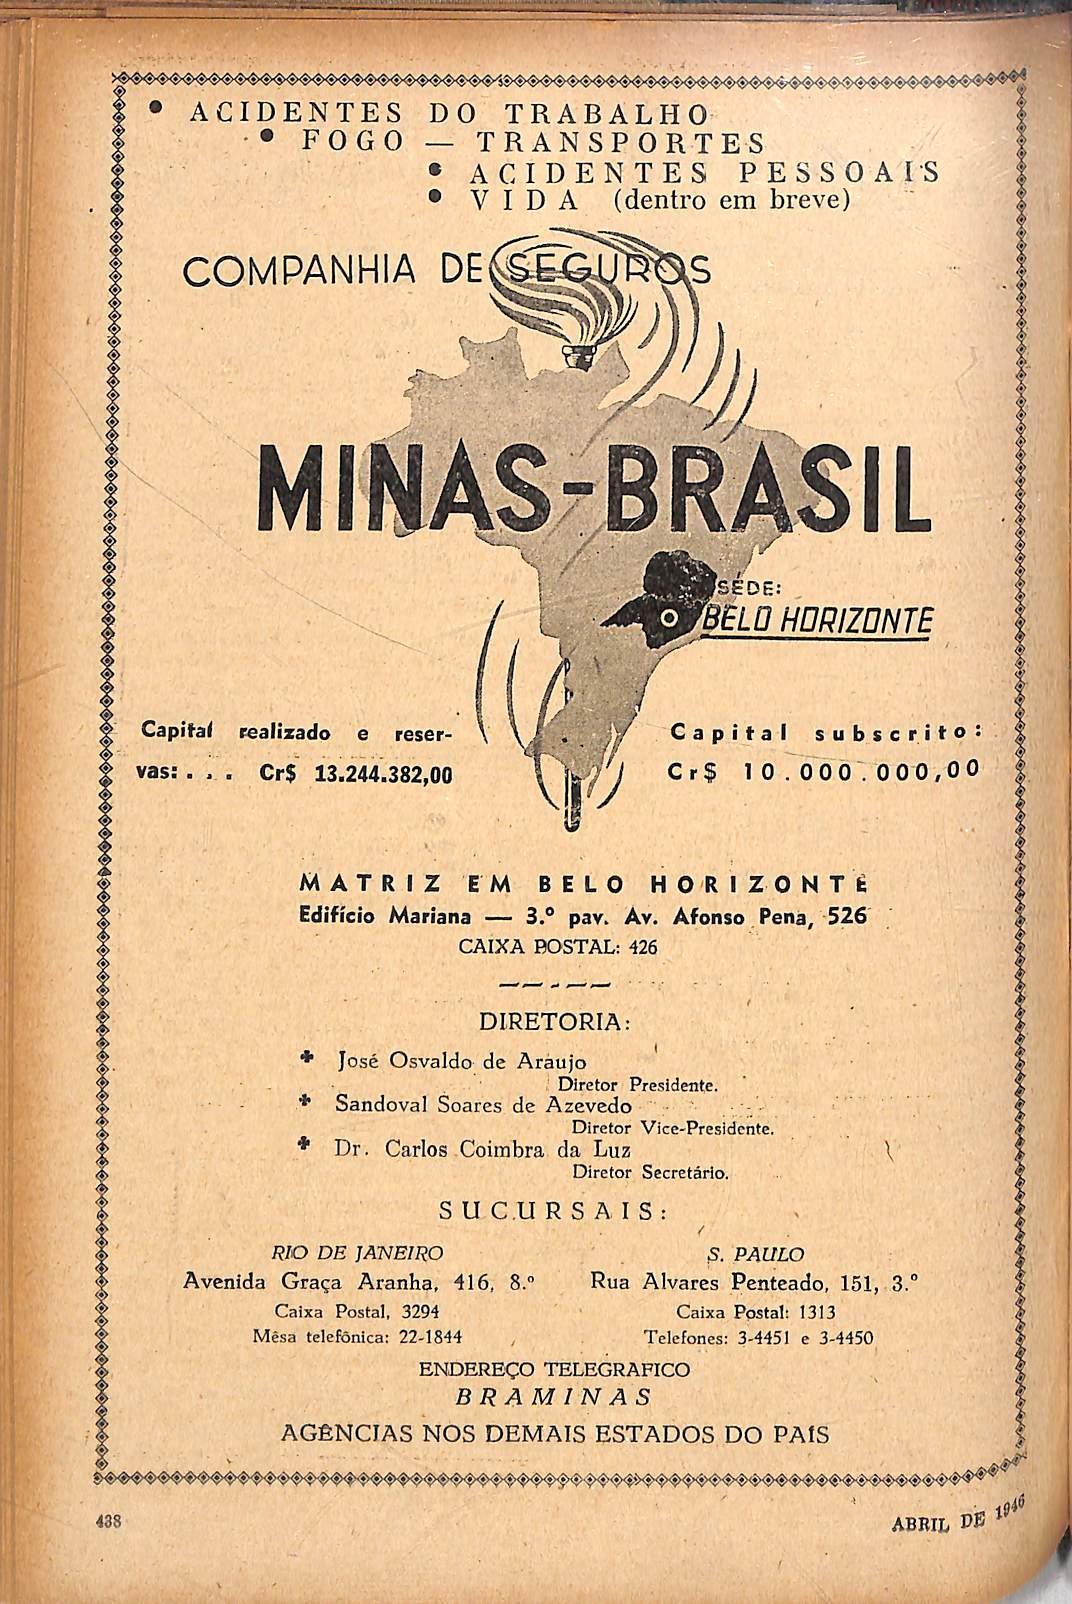 • ACIDENTES DO TRABALHO
• FOGO — TRANSPORTES
• ACIDENTES PESSOAIS
• VIDA (dentro em breve)
COMPANHIA DE SEGUROS
MINAS-BRASIL
SÉDE:
BELO HORIZONTE
Capital realizado e reser-
vas: . . . Cr$ 13.244.382,00
Capital subscrito:
Cr$ 10.000.000,00
MATRIZ EM BELO HORIZONTE
Edifício Mariana — 3.º pav. Av. Afonso Pena, 526
CAIXA POSTAL: 426
DIRETORIA:
José Osvaldo de Araujo
Diretor Presidente.
Sandoval Soares de Azevedo
Diretor Vice-Presidente.
Dr. Carlos Coimbra da Luz
Diretor Secretário.
SUCURSAIS:
RIO DE JANEIRO
Avenida Graça Aranha, 416, 8.º
Caixa Postal, 3294
Mêsa telefônica: 22-1844
S. PAULO
Rua Alvares Penteado, 151, 3.º
Caixa Postal: 1313
Telefones: 3-4451 e 3-4450
ENDEREÇO TELEGRAFICO
BRAMINAS
AGÊNCIAS NOS DEMAIS ESTADOS DO PAÍS
438
ABRIL DE 1946